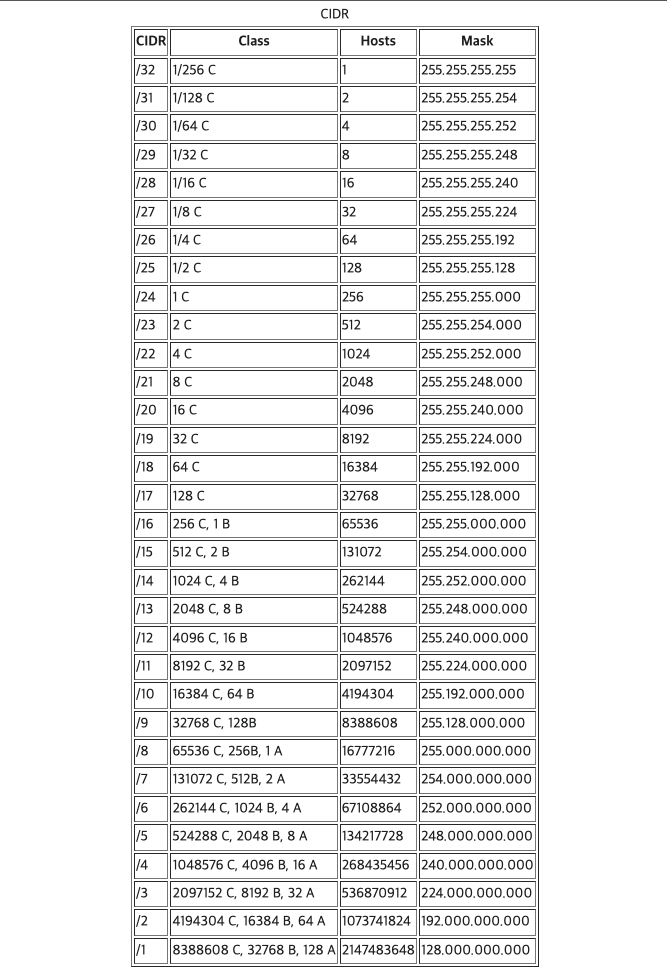 CIDR
CIDR Class Hosts Mask
/32 1/256 C 1 255.255.255.255
/31 1/128 C 2 255.255.255.254
/30 1/64 C 4 255.255.255.252
/29 1/32 C 8 255.255.255.248
/28 1/16 C 16 255.255.255.240
/27 1/8 C 32 255.255.255.224
/26 1/4 C 64 255.255.255.192
/25 1/2 C 128 255.255.255.128
/24 1 C 256 255.255.255.000
/23 2 C 512 255.255.254.000
/22 4 C 1024 255.255.252.000
/21 8 C 2048 255.255.248.000
/20 16 C 4096 255.255.240.000
/19 32 C 8192 255.255.224.000
/18 64 C 16384 255.255.192.000
/17 128 C 32768 255.255.128.000
/16 256 C, 1 B 65536 255.255.000.000
/15 512 C, 2 B 131072 255.254.000.000
/14 1024 C, 4 B 262144 255.252.000.000
/13 2048 C, 8 B 524288 255.248.000.000
/12 4096 C, 16 B 1048576 255.240.000.000
/11 8192 C, 32 B 2097152 255.224.000.000
/10 16384 C, 64 B 4194304 255.192.000.000
/9 32768 C, 128B 8388608 255.128.000.000
/8 65536 C, 256B, 1 A 16777216 255.000.000.000
/7 131072 C, 512B, 2 A 33554432 254.000.000.000
/6 262144 C, 1024 B, 4 A 67108864 252.000.000.000
/5 524288 C, 2048 B, 8 A 134217728 248.000.000.000
/4 1048576 C, 4096 B, 16 A 268435456 240.000.000.000
/3 2097152 C, 8192 B, 32 A 536870912 224.000.000.000
/2 4194304 C, 16384 B, 64 A 1073741824 192.000.000.000
/1 8388608 C, 32768 B, 128 A 2147483648 128.000.000.000